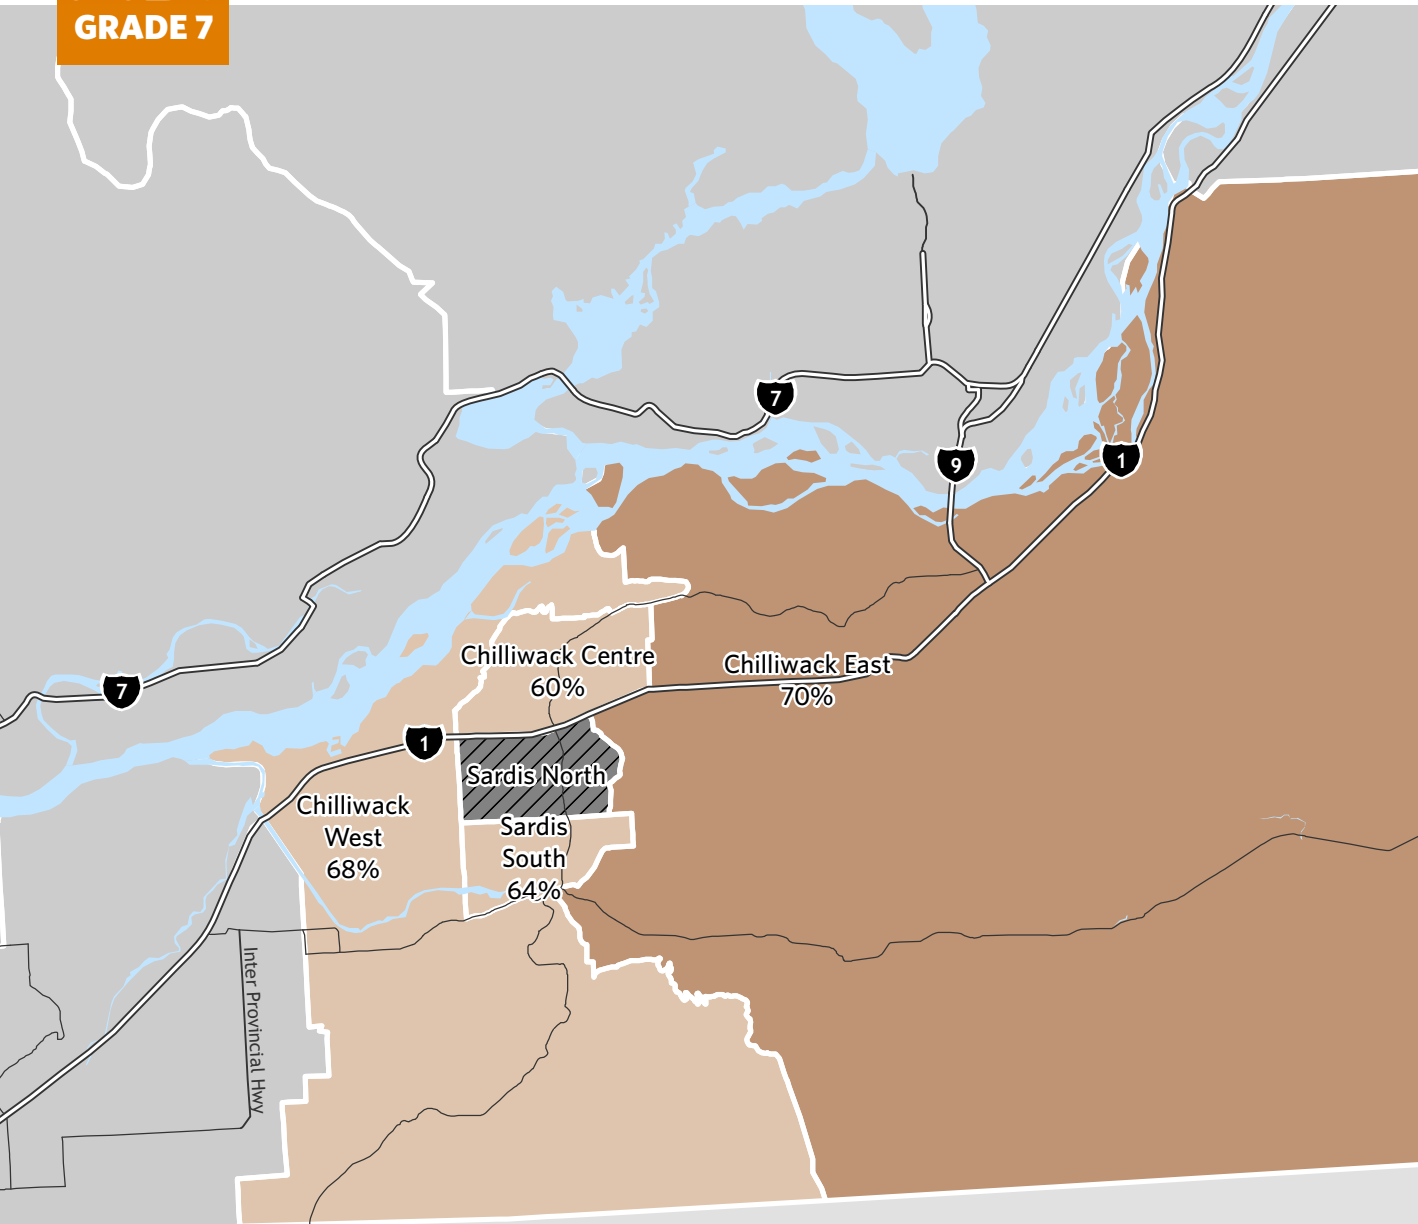 GRADE 7
7
9
1
Chilliwack Centre
60%
Chilliwack East
70%
7
1
Sardis North
Chilliwack
West
68%
Sardis
South
64%
Inter Provincial Hwy